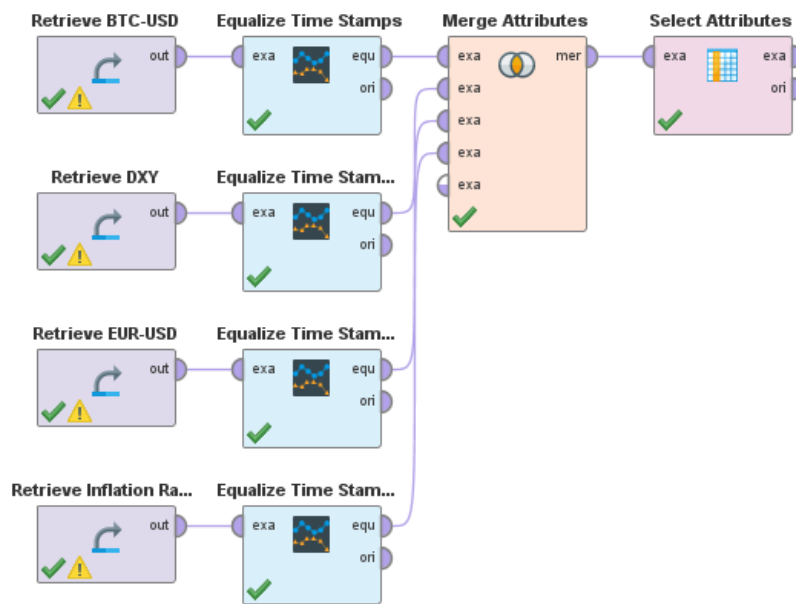 Retrieve BTC-USD
Equalize Time Stamps
Merge Attributes
Select Attributes
out
exa
equ
ori
exa
exa
exa
exa
exa
mer
exa
exa
ori
Retrieve DXY
Equalize Time Stam...
out
exa
equ
ori
Retrieve EUR-USD
Equalize Time Stam...
out
exa
equ
ori
Retrieve Inflation Ra...
Equalize Time Stam...
out
exa
equ
ori